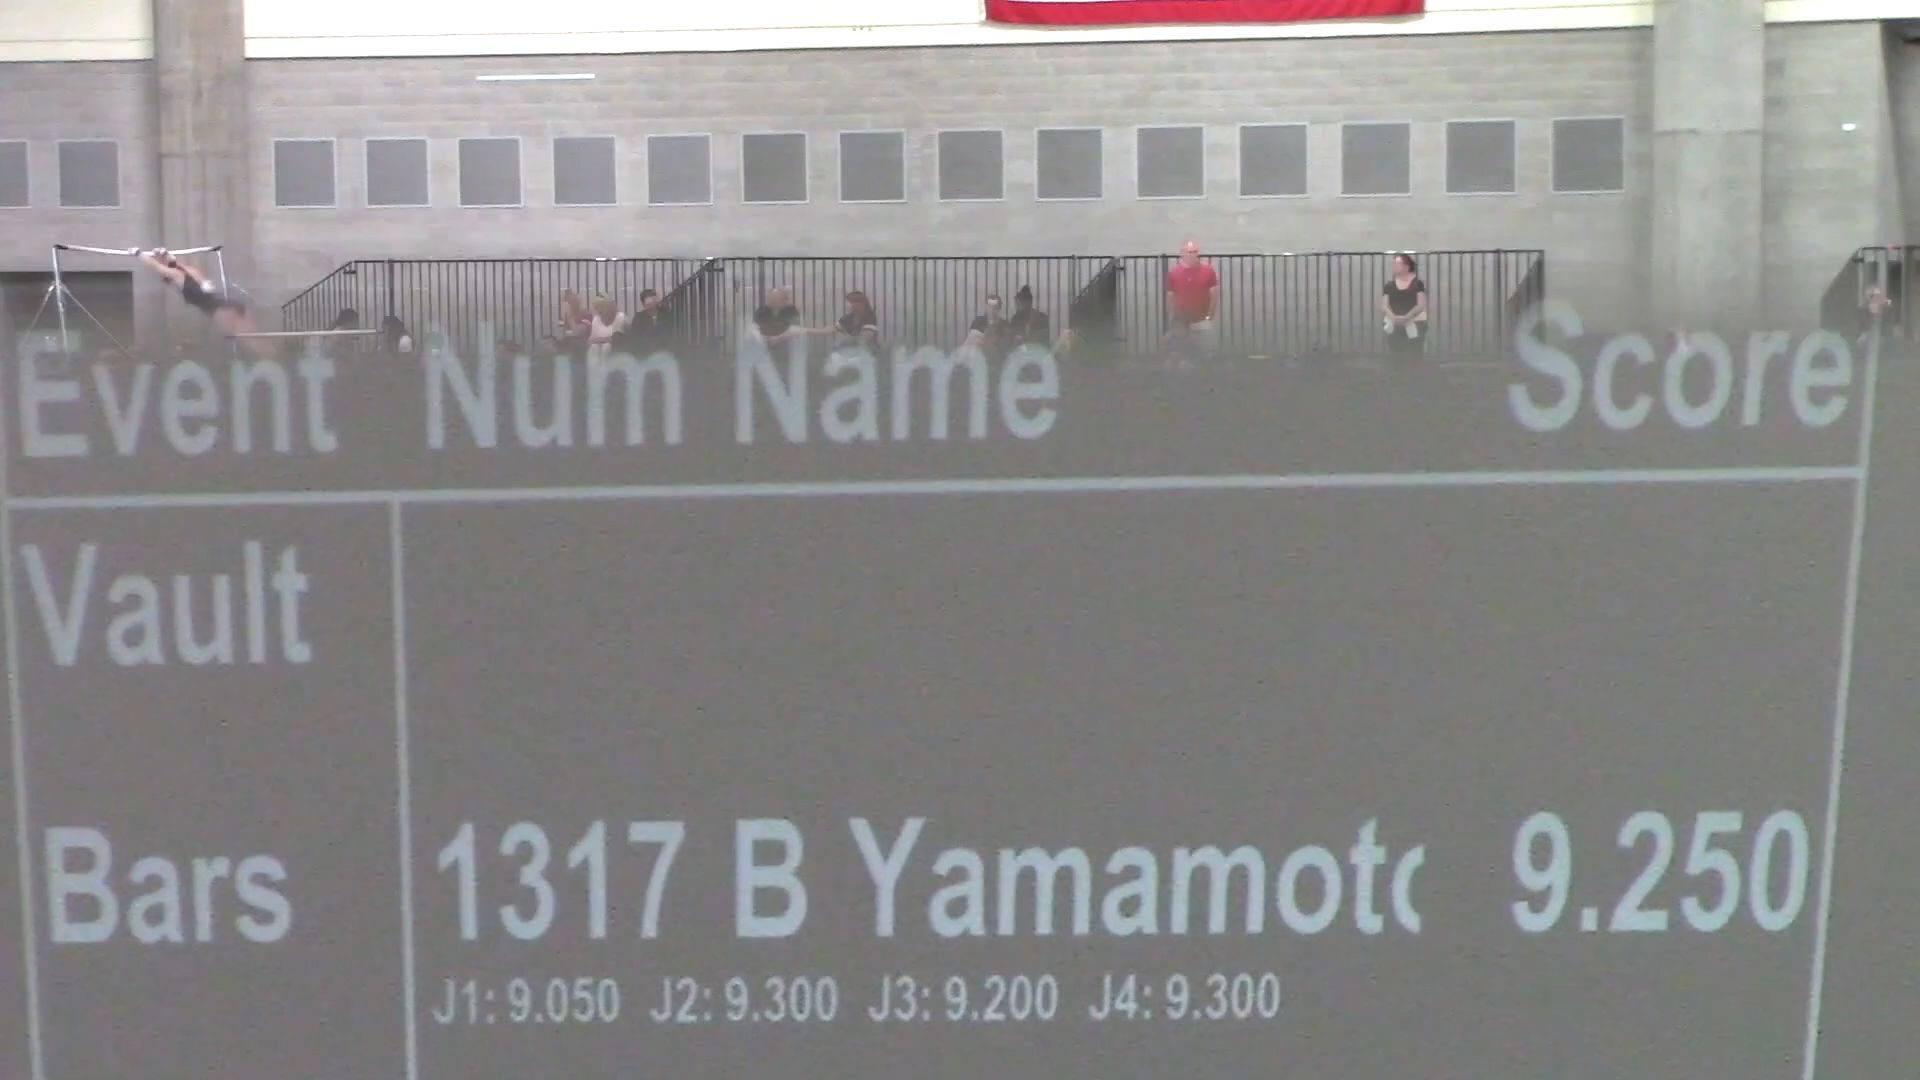 Event Num Name Score
Vault
Bars 1317 B Yamamoto 9.250
J1: 9.050 J2: 9.300 J3: 9.200 J4: 9.300